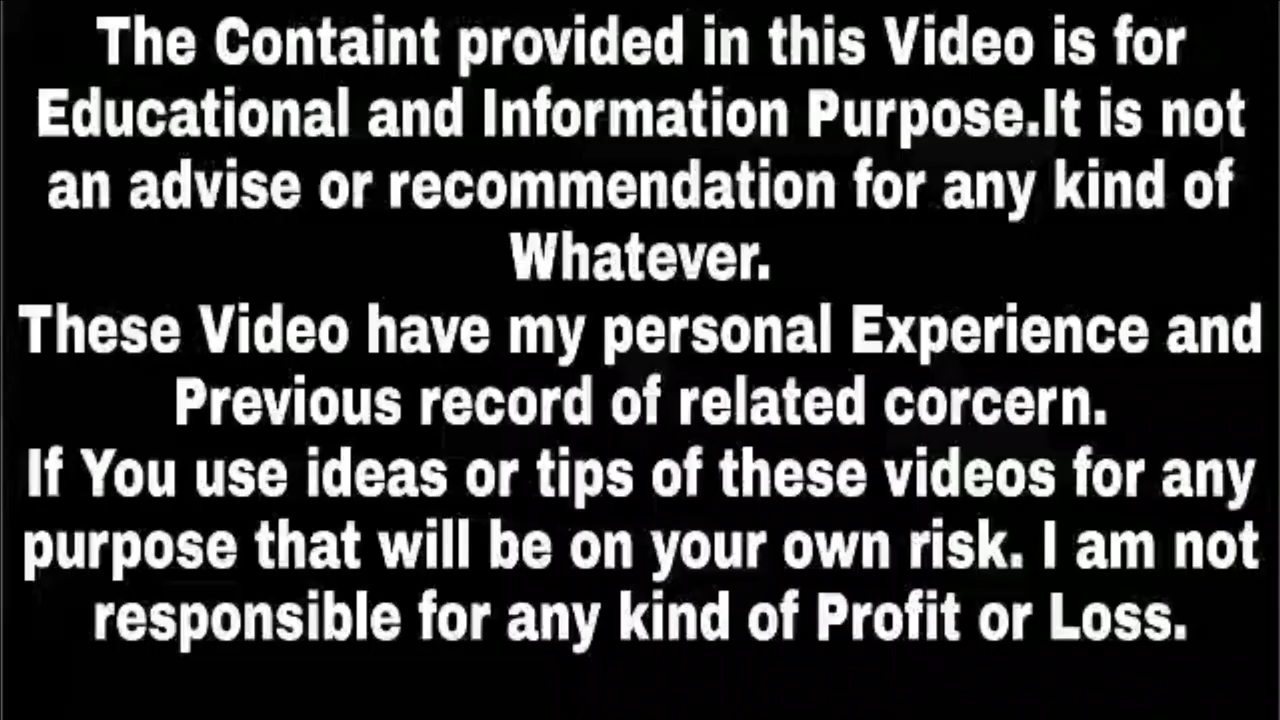 The Containt provided in this Video is for
Educational and Information Purpose.It is not
an advise or recommendation for any kind of
Whatever.
These Video have my personal Experience and
Previous record of related corcern.
If You use ideas or tips of these videos for any
purpose that will be on your own risk. I am not
responsible for any kind of Profit or Loss.